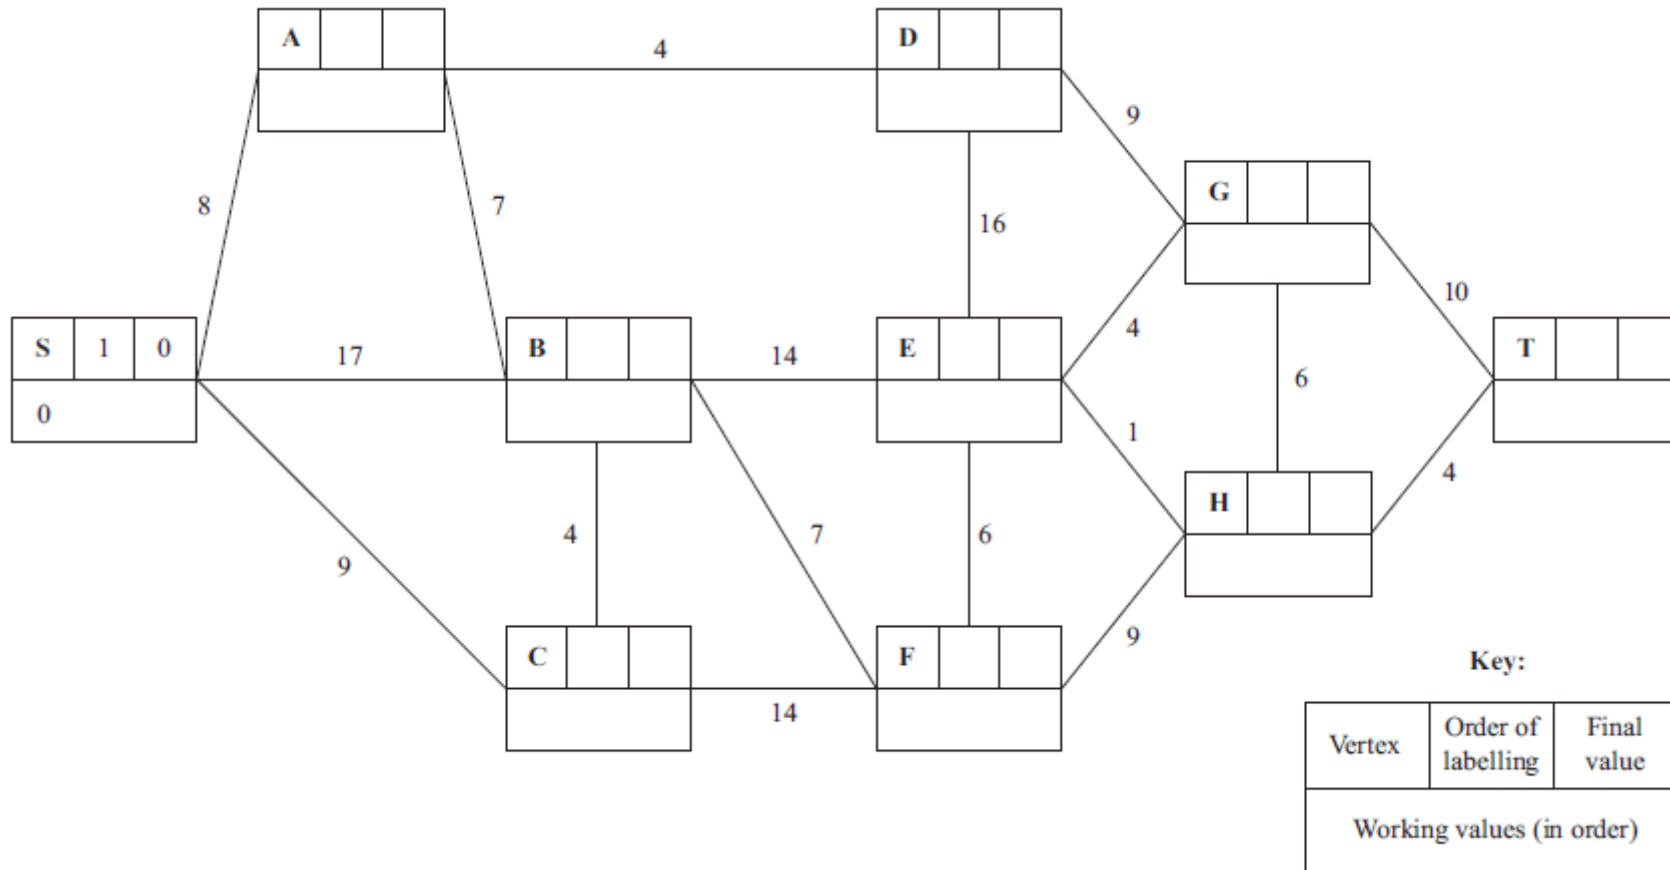 A
4
D
9
8
7
16
G
S 1 0
17
B
14
E
4
10
T
0
6
1
9
4
7
6
H
4
C
F
9
14
Key:
Vertex
Order of
labelling
Final
value
Working values (in order)